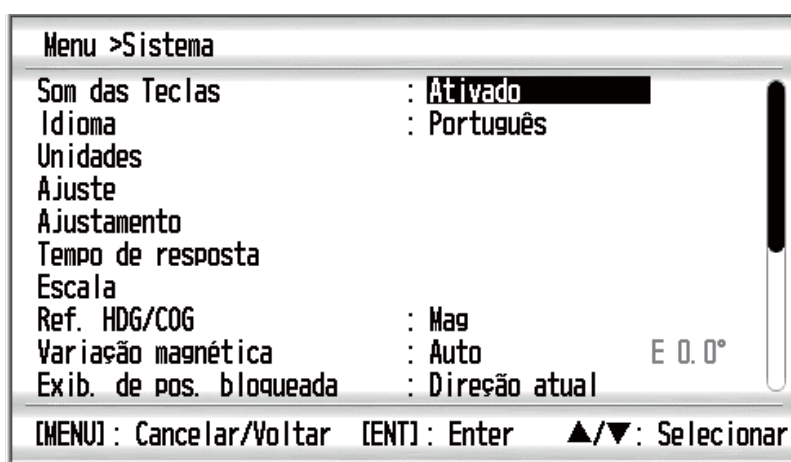 Menu >Sistema
Som das Teclas : Ativado
Idioma : Português
Unidades
Ajuste
Ajustamento
Tempo de resposta
Escala
Ref. HDG/COG : Mag
Variação magnética : Auto E 0.0°
Exib. de pos. bloqueada : Direção atual
[MENU]: Cancelar/Voltar [ENT]: Enter ▲/▼: Selecionar